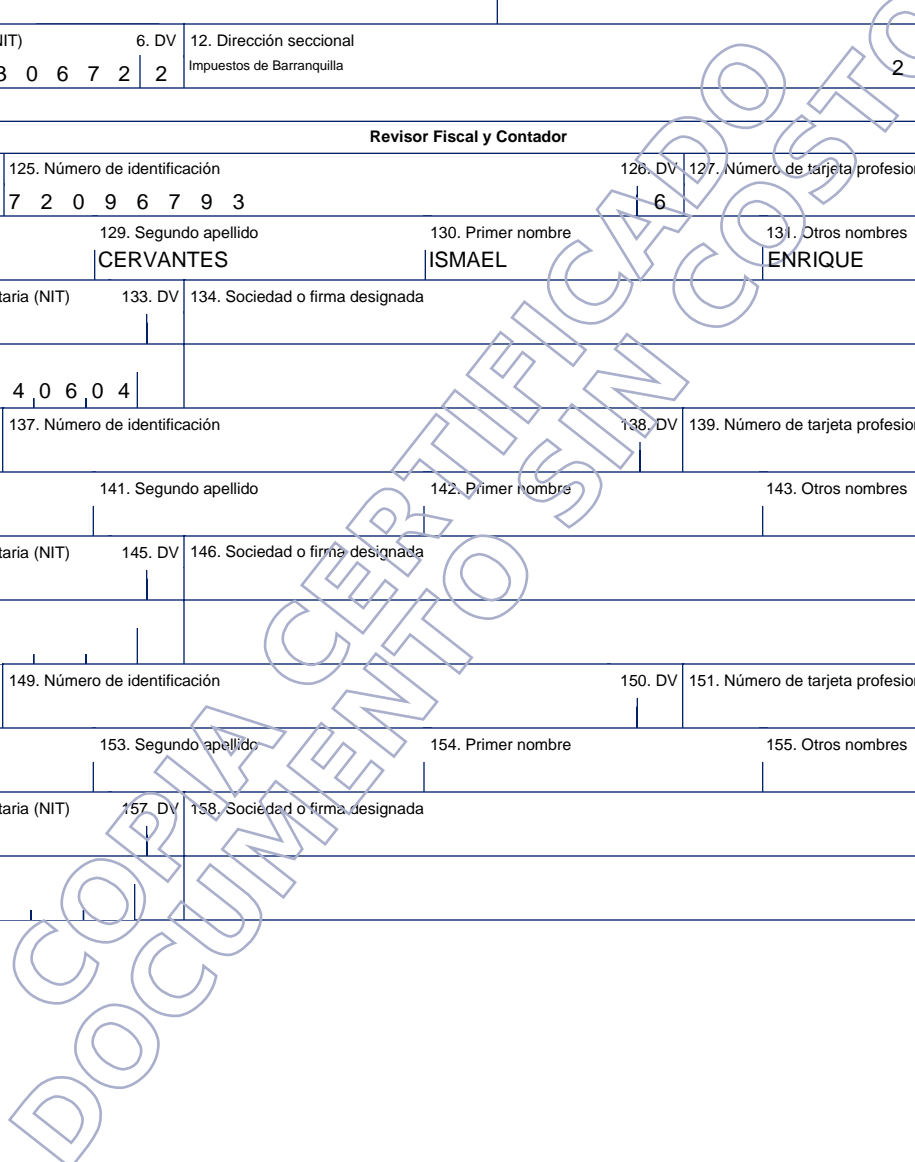 NIT) 6. DV 12. Dirección seccional
3 0 6 7 2 2 Impuestos de Barranquilla 2
Revisor Fiscal y Contador
125. Número de identificación 126. DV 127. Número de tarjeta profesion
7 2 0 9 6 7 9 3 6
129. Segundo apellido 130. Primer nombre 131. Otros nombres
CERVANTES ISMAEL ENRIQUE
taria (NIT) 133. DV 134. Sociedad o firma designada
4 0 6 0 4
137. Número de identificación 138. DV 139. Número de tarjeta profesion
141. Segundo apellido 142. Primer nombre 143. Otros nombres
taria (NIT) 145. DV 146. Sociedad o firma designada
149. Número de identificación 150. DV 151. Número de tarjeta profesion
153. Segundo apellido 154. Primer nombre 155. Otros nombres
taria (NIT) 157. DV 158. Sociedad o firma designada
COPIA CERTIFICADO
DOCUMENTO SIN COSTO